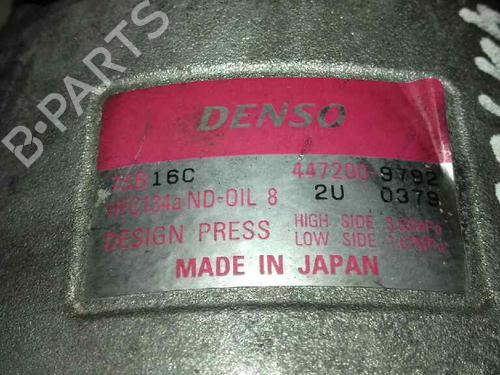 B-PARTS
DENSO
7SB16C 447200-9792
HFC134a ND-OIL 8 2U 0379
DESIGN PRESS HIGH SIDE
LOW SIDE
MADE IN JAPAN